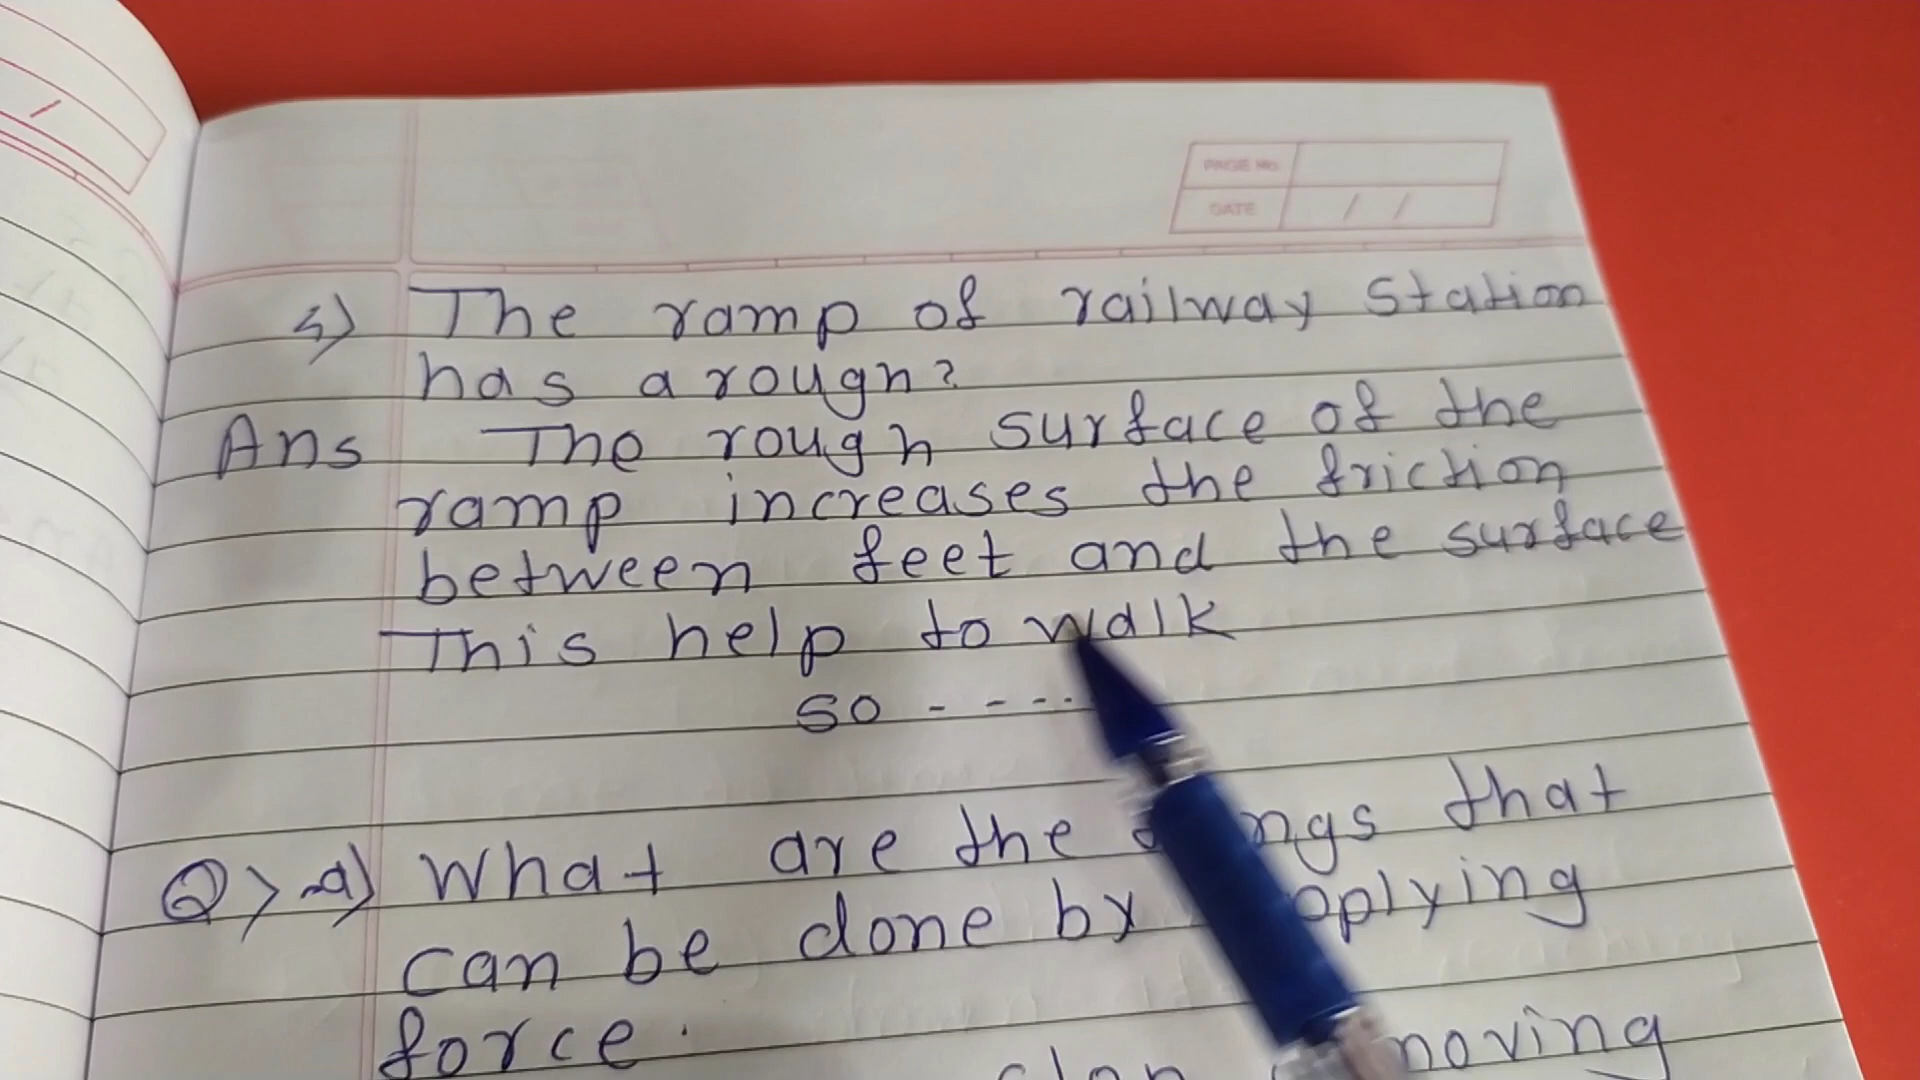 PAGE No.
DATE / /
5) The ramp of railway station
has a rough?
Ans The rough surface of the
ramp increases the friction
between feet and the surface
This help to walk
so - - - -
Q> a) What are the ngs that
can be done by pplying
force.
moving